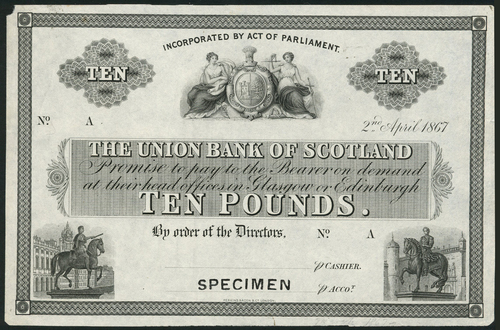 INCORPORATED BY ACT OF PARLIAMENT.
TEN
TEN
No A
2nd April 1867
THE UNION BANK OF SCOTLAND
Promise to pay to the Bearer on demand
at their head offices in Glasgow or Edinburgh
TEN POUNDS.
By order of the Directors. No A
p CASHIER.
SPECIMEN
p ACCOT.